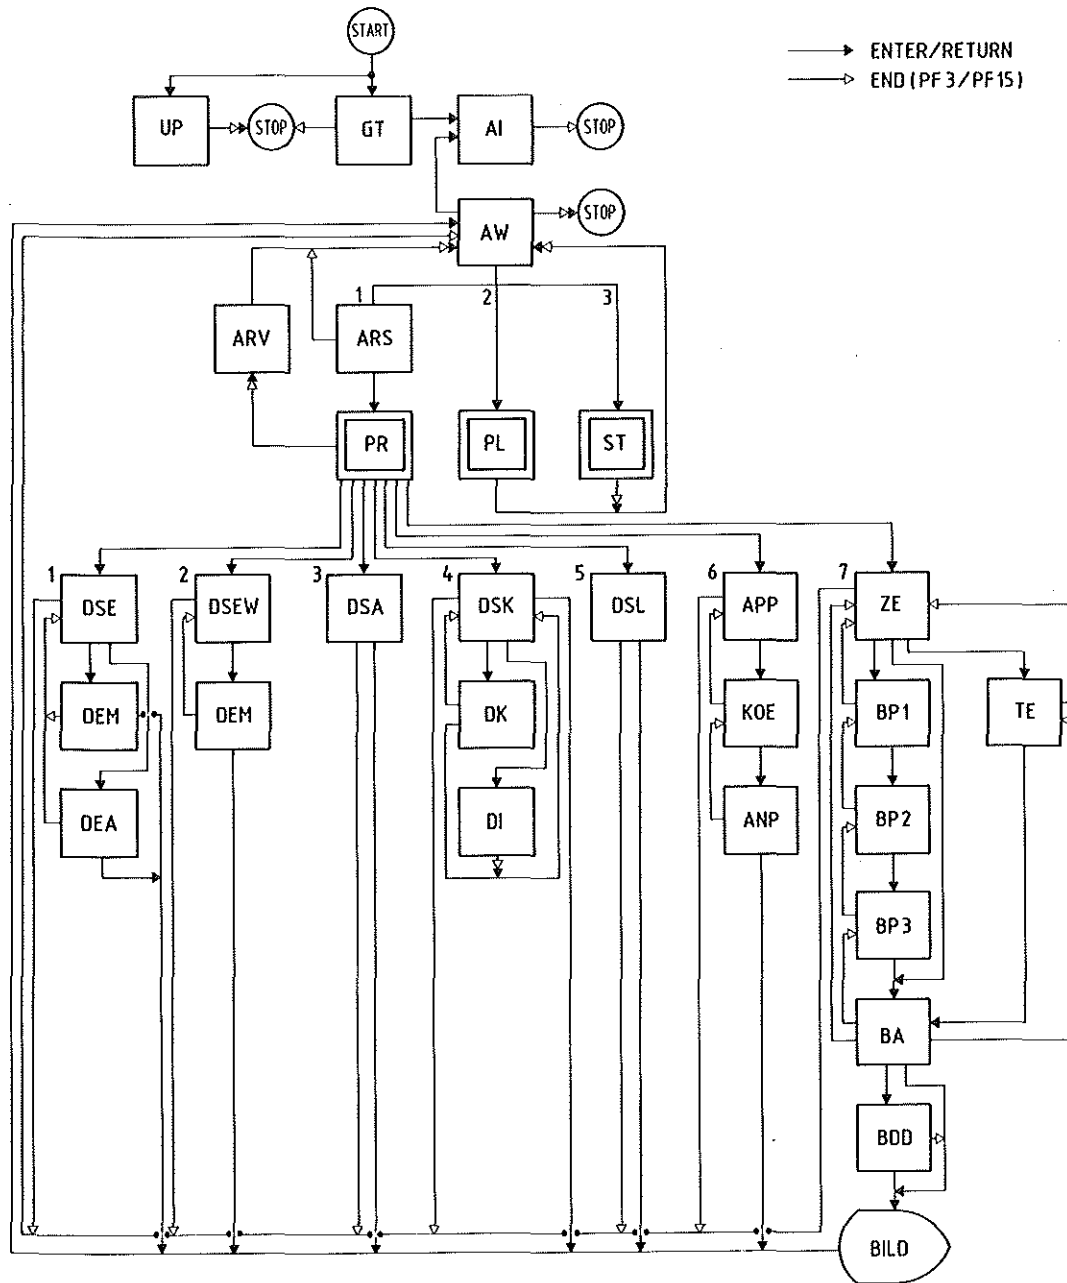 START
ENTER/RETURN
END (PF3/PF15)
UP
STOP
GT
AI
STOP
AW
STOP
1
2
3
ARV
ARS
PR
PL
ST
1
DSE
2
DSEW
3
DSA
4
DSK
5
DSL
6
APP
7
ZE
DEM
DEM
DK
KOE
BP1
TE
DEA
DI
ANP
BP2
BP3
BA
BDD
BILD